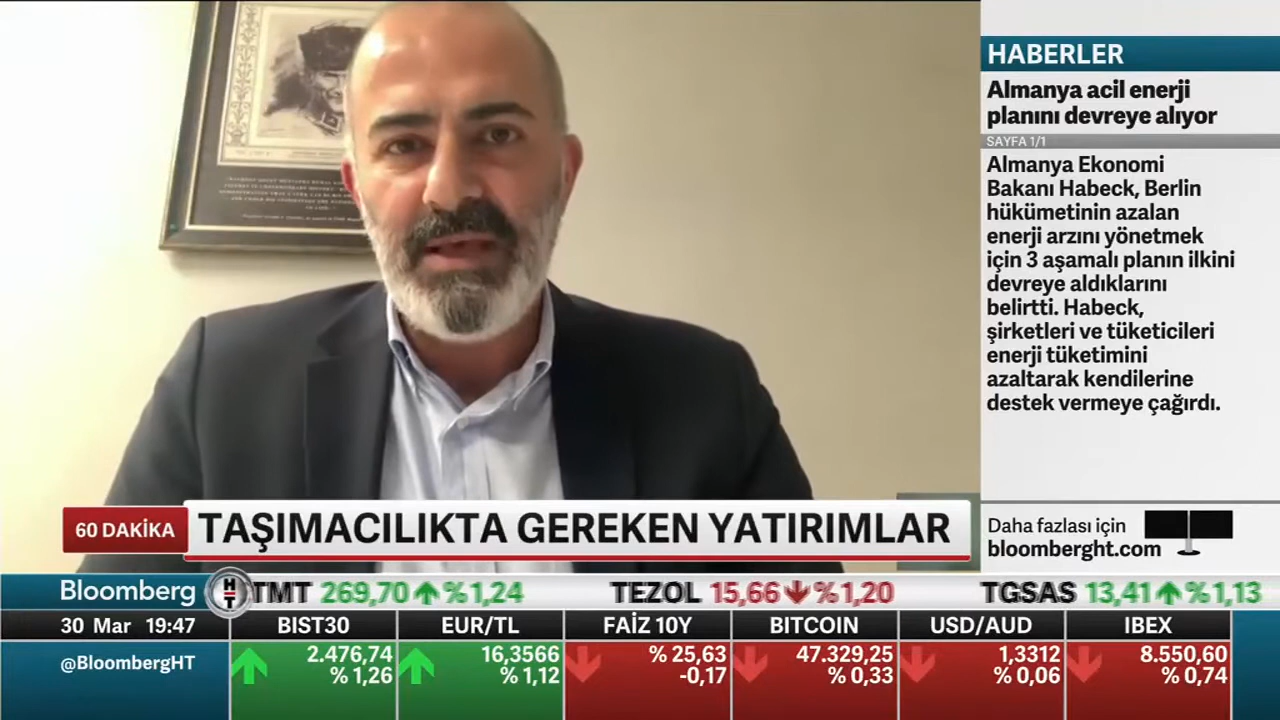 HABERLER
Almanya acil enerji
planını devreye alıyor
SAYFA 1/1
Almanya Ekonomi
Bakanı Habeck, Berlin
hükümetinin azalan
enerji arzını yönetmek
için 3 aşamalı planın ilkini
devreye aldıklarını
belirtti. Habeck,
şirketleri ve tüketicileri
enerji tüketimini
azaltarak kendilerine
destek vermeye çağırdı.
Daha fazlası için
bloomberght.com
60 DAKİKA
TAŞIMACILIKTA GEREKEN YATIRIMLAR
Bloomberg HT
TMT 269,70 %1,24 TEZOL 15,66 %1,20 TGSAS 13,41 %1,13
30 Mar 19:47
@BloombergHT
BIST30 EUR/TL FAİZ 10Y BITCOIN USD/AUD IBEX
2.476,74 16,3566 % 25,63 47.329,25 1,3312 8.550,60
% 1,26 % 1,12 -0,17 % 0,33 % 0,06 % 0,74